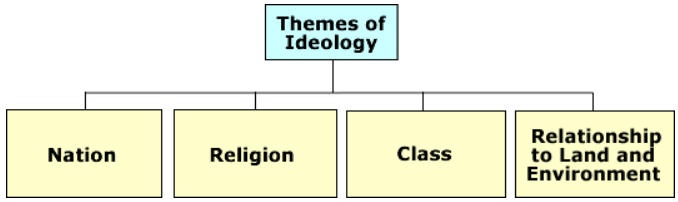 Themes of
Ideology
Nation
Religion
Class
Relationship
to Land and
Environment